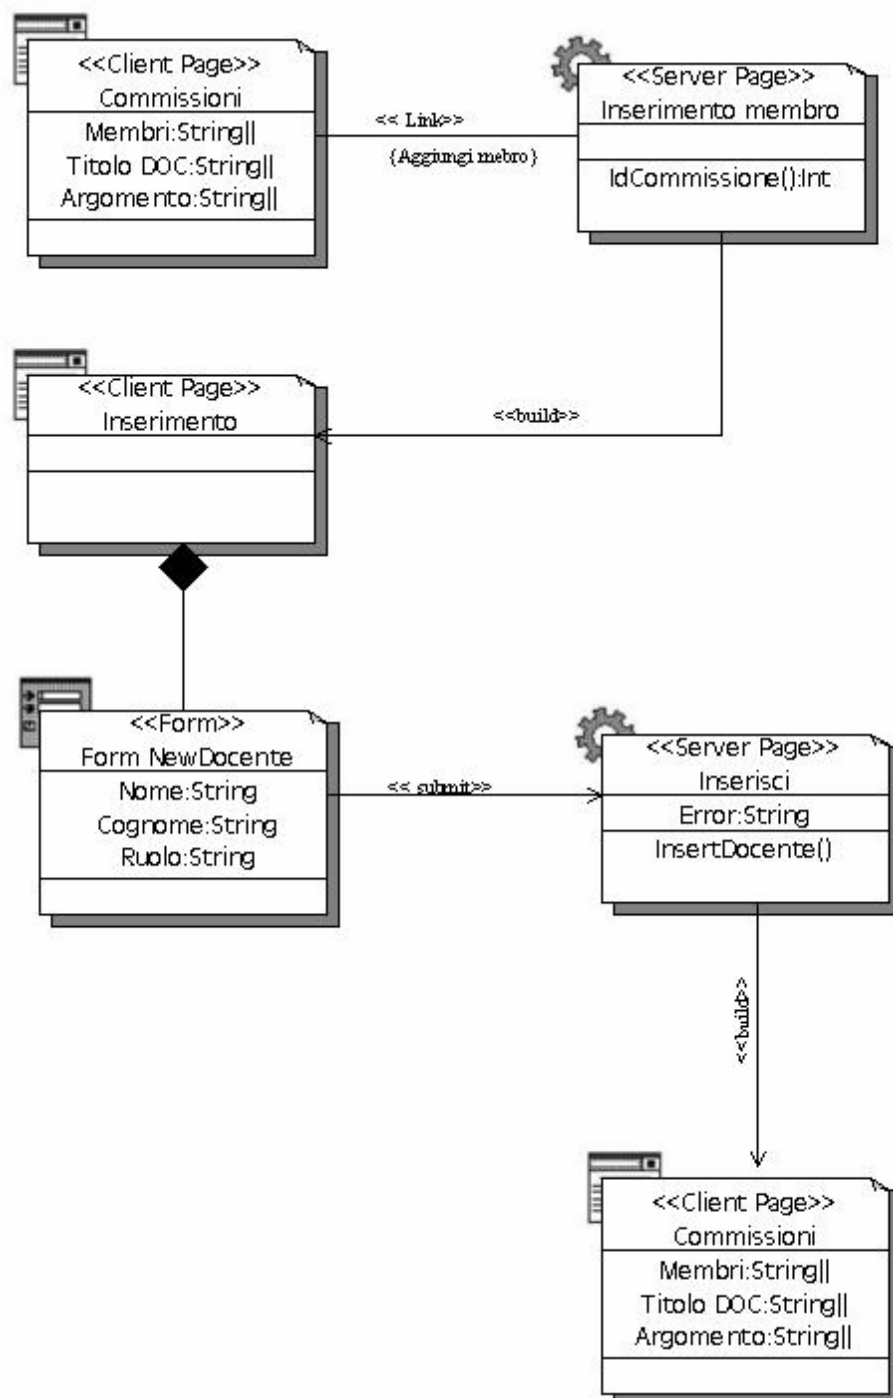 <<Client Page>>
Commissioni
Membri:String[]
Titolo DOC:String[]
Argomento:String[]
<< Link>>
{Aggiungi mebro}
<<Server Page>>
Inserimento membro
IdCommissione():Int
<<Client Page>>
Inserimento
<<build>>
<<Form>>
Form NewDocente
Nome:String
Cognome:String
Ruolo:String
<< submit>>
<<Server Page>>
Inserisci
Error:String
InsertDocente()
<<build>>
<<Client Page>>
Commissioni
Membri:String[]
Titolo DOC:String[]
Argomento:String[]